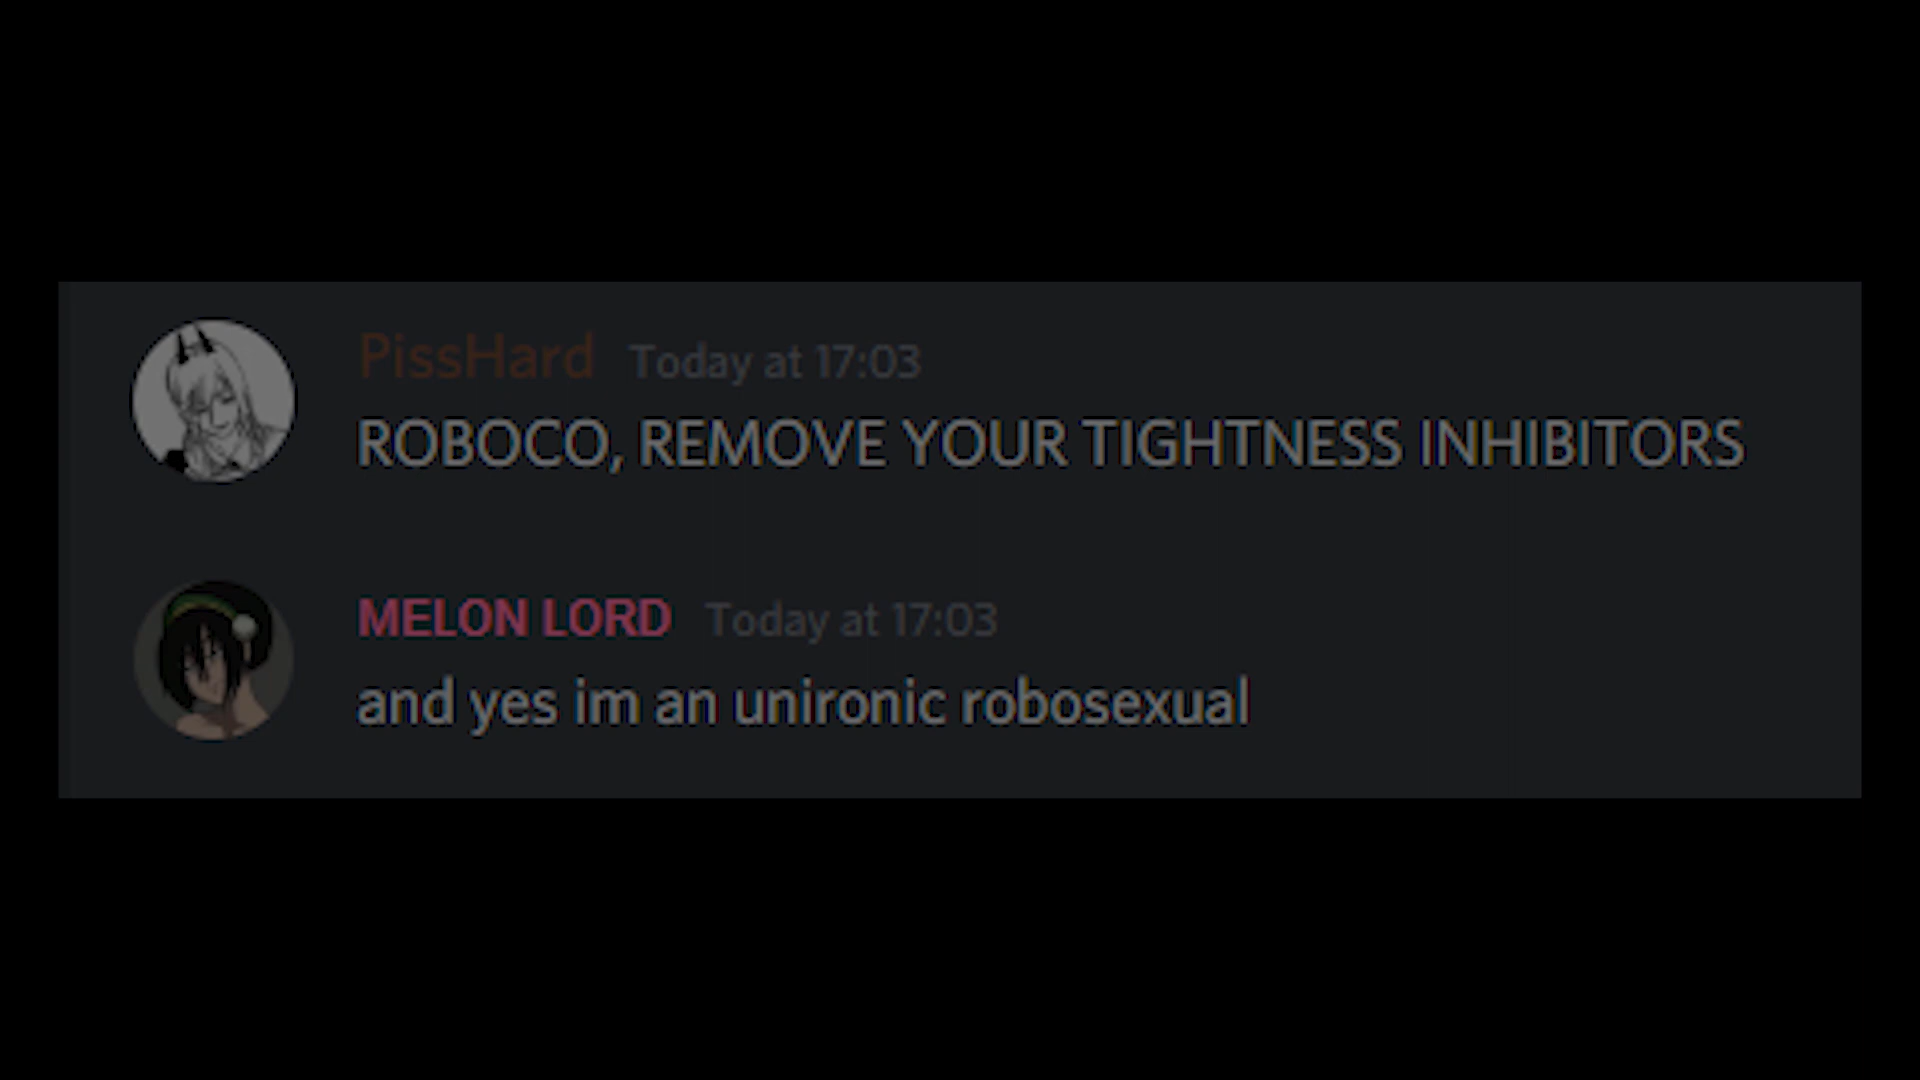 PissHard Today at 17:03
ROBOCO, REMOVE YOUR TIGHTNESS INHIBITORS
MELON LORD Today at 17:03
and yes im an unironic robosexual